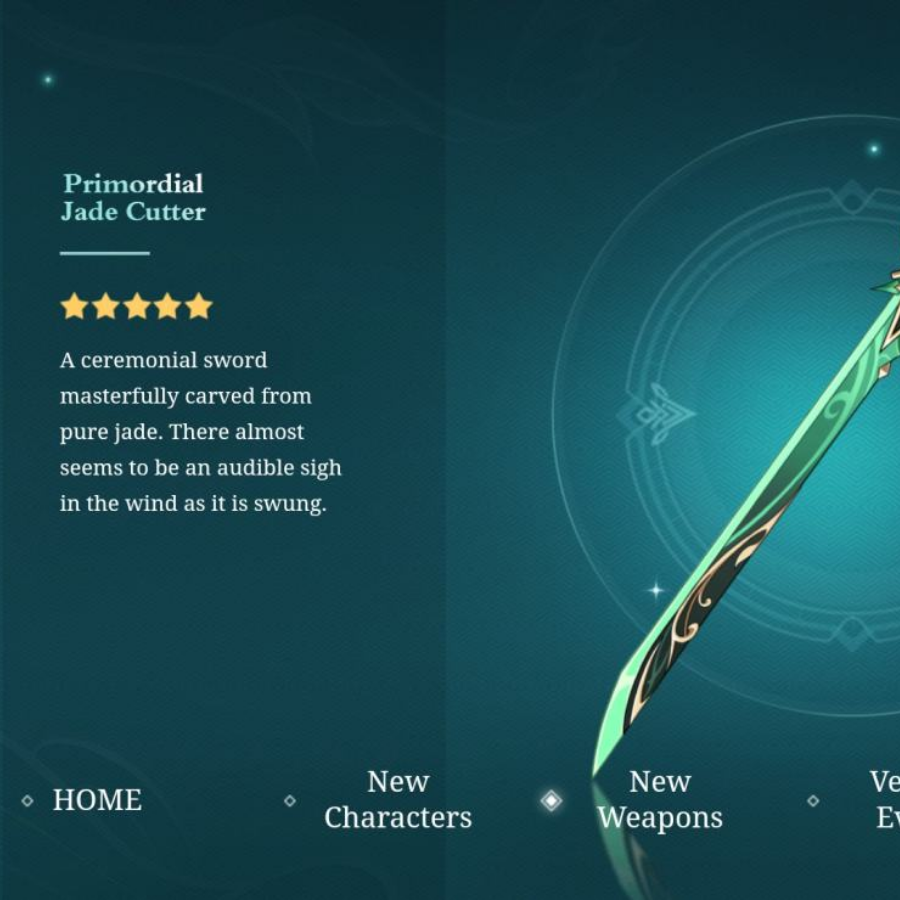 Primordial
Jade Cutter
A ceremonial sword
masterfully carved from
pure jade. There almost
seems to be an audible sigh
in the wind as it is swung.
HOME
New
Characters
New
Weapons